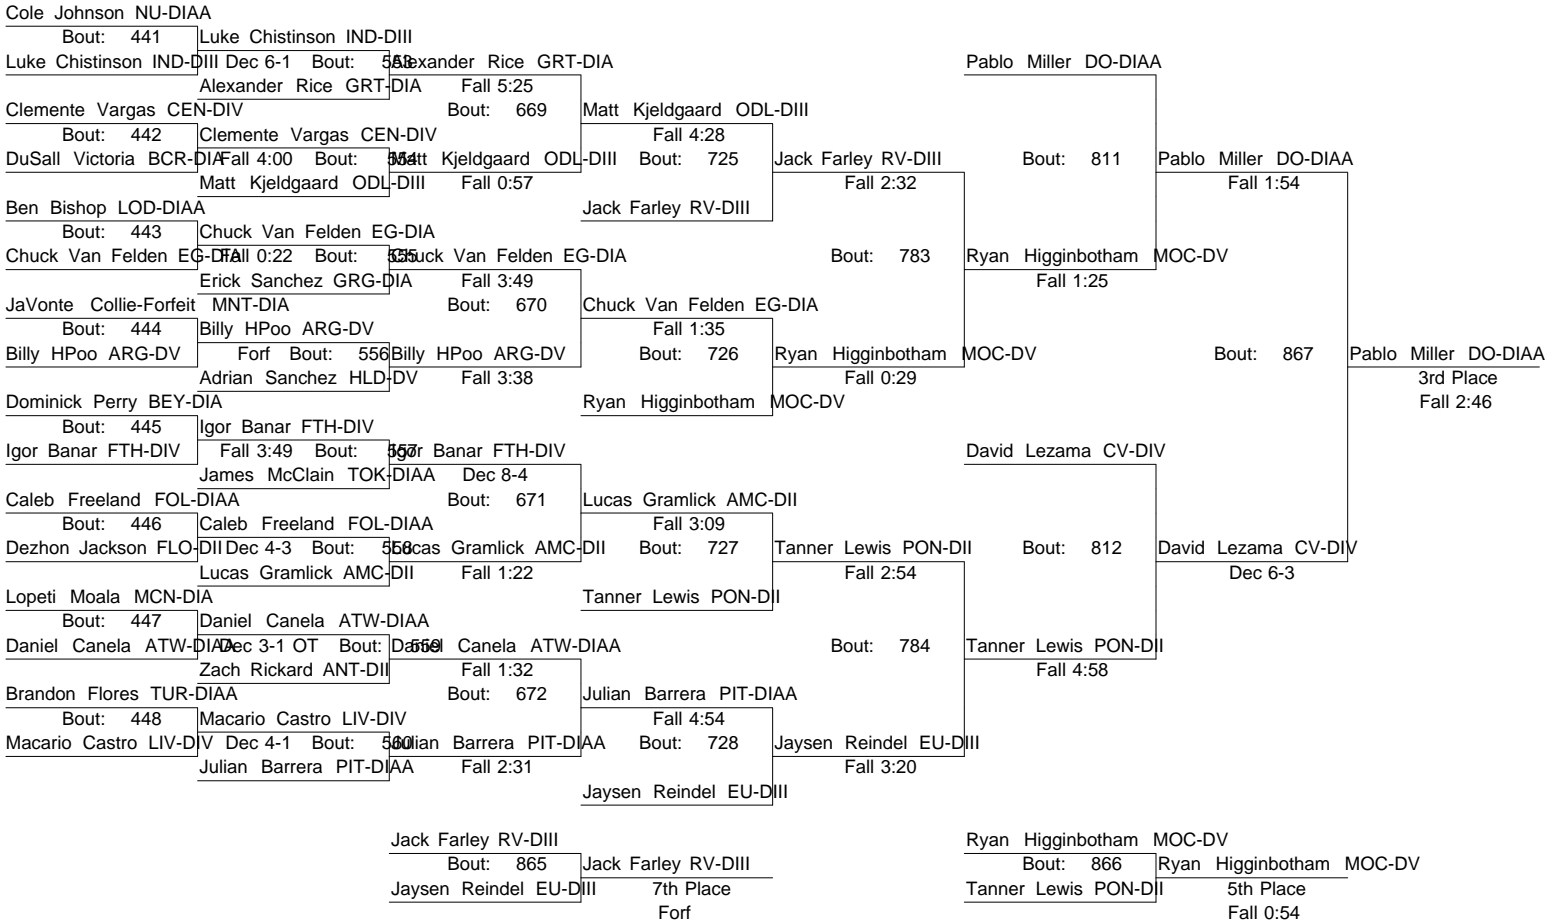 Cole Johnson NU-DIAA
Bout: 441 Luke Chistinson IND-DIII
Luke Chistinson IND-DIII Dec 6-1 Bout: 553 Alexander Rice GRT-DIA Pablo Miller DO-DIAA
Alexander Rice GRT-DIA Fall 5:25
Clemente Vargas CEN-DIV Bout: 669 Matt Kjeldgaard ODL-DIII
Bout: 442 Clemente Vargas CEN-DIV Fall 4:28
DuSall Victoria BCR-DIA Fall 4:00 Bout: 554 Matt Kjeldgaard ODL-DIII Bout: 725 Jack Farley RV-DIII Bout: 811 Pablo Miller DO-DIAA
Matt Kjeldgaard ODL-DIII Fall 0:57 Fall 2:32 Fall 1:54
Ben Bishop LOD-DIAA Jack Farley RV-DIII
Bout: 443 Chuck Van Felden EG-DIA
Chuck Van Felden EG-DIA Fall 0:22 Bout: 555 Chuck Van Felden EG-DIA Bout: 783 Ryan Higginbotham MOC-DV
Erick Sanchez GRG-DIA Fall 3:49 Fall 1:25
JaVonte Collie-Forfeit MNT-DIA Bout: 670 Chuck Van Felden EG-DIA
Bout: 444 Billy HPoo ARG-DV Fall 1:35
Billy HPoo ARG-DV Forf Bout: 556 Billy HPoo ARG-DV Bout: 726 Ryan Higginbotham MOC-DV Bout: 867 Pablo Miller DO-DIAA
Adrian Sanchez HLD-DV Fall 3:38 Fall 0:29 3rd Place
Dominick Perry BEY-DIA Ryan Higginbotham MOC-DV Fall 2:46
Bout: 445 Igor Banar FTH-DIV
Igor Banar FTH-DIV Fall 3:49 Bout: 557 Igor Banar FTH-DIV David Lezama CV-DIV
James McClain TOK-DIAA Dec 8-4
Caleb Freeland FOL-DIAA Bout: 671 Lucas Gramlick AMC-DII
Bout: 446 Caleb Freeland FOL-DIAA Fall 3:09
Dezhon Jackson FLO-DII Dec 4-3 Bout: 558 Lucas Gramlick AMC-DII Bout: 727 Tanner Lewis PON-DII Bout: 812 David Lezama CV-DIV
Lucas Gramlick AMC-DII Fall 1:22 Fall 2:54 Dec 6-3
Lopeti Moala MCN-DIA Tanner Lewis PON-DII
Bout: 447 Daniel Canela ATW-DIAA
Daniel Canela ATW-DIAA Dec 3-1 OT Bout: 559 Daniel Canela ATW-DIAA Bout: 784 Tanner Lewis PON-DII
Zach Rickard ANT-DII Fall 1:32 Fall 4:58
Brandon Flores TUR-DIAA Bout: 672 Julian Barrera PIT-DIAA
Bout: 448 Macario Castro LIV-DIV Fall 4:54
Macario Castro LIV-DIV Dec 4-1 Bout: 560 Julian Barrera PIT-DIAA Bout: 728 Jaysen Reindel EU-DIII
Julian Barrera PIT-DIAA Fall 2:31 Fall 3:20
Jaysen Reindel EU-DIII
Jack Farley RV-DIII Ryan Higginbotham MOC-DV
Bout: 865 Jack Farley RV-DIII Bout: 866 Ryan Higginbotham MOC-DV
Jaysen Reindel EU-DIII 7th Place Tanner Lewis PON-DII 5th Place
Forf Fall 0:54